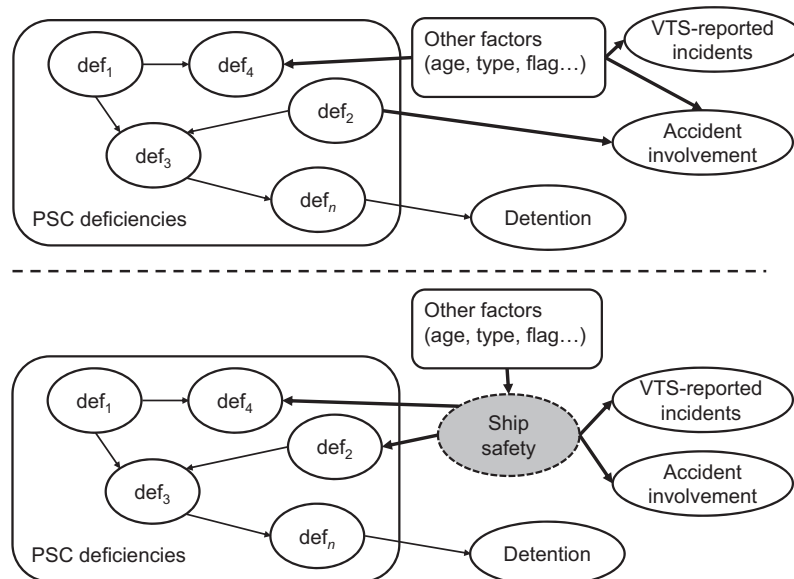 Other factors
(age, type, flag…)
VTS-reported
incidents
def₁
def₄
def₂
def₃
Accident
involvement
defₙ
PSC deficiencies
Detention
Other factors
(age, type, flag…)
def₁
def₄
Ship
safety
VTS-reported
incidents
def₂
def₃
Accident
involvement
defₙ
PSC deficiencies
Detention